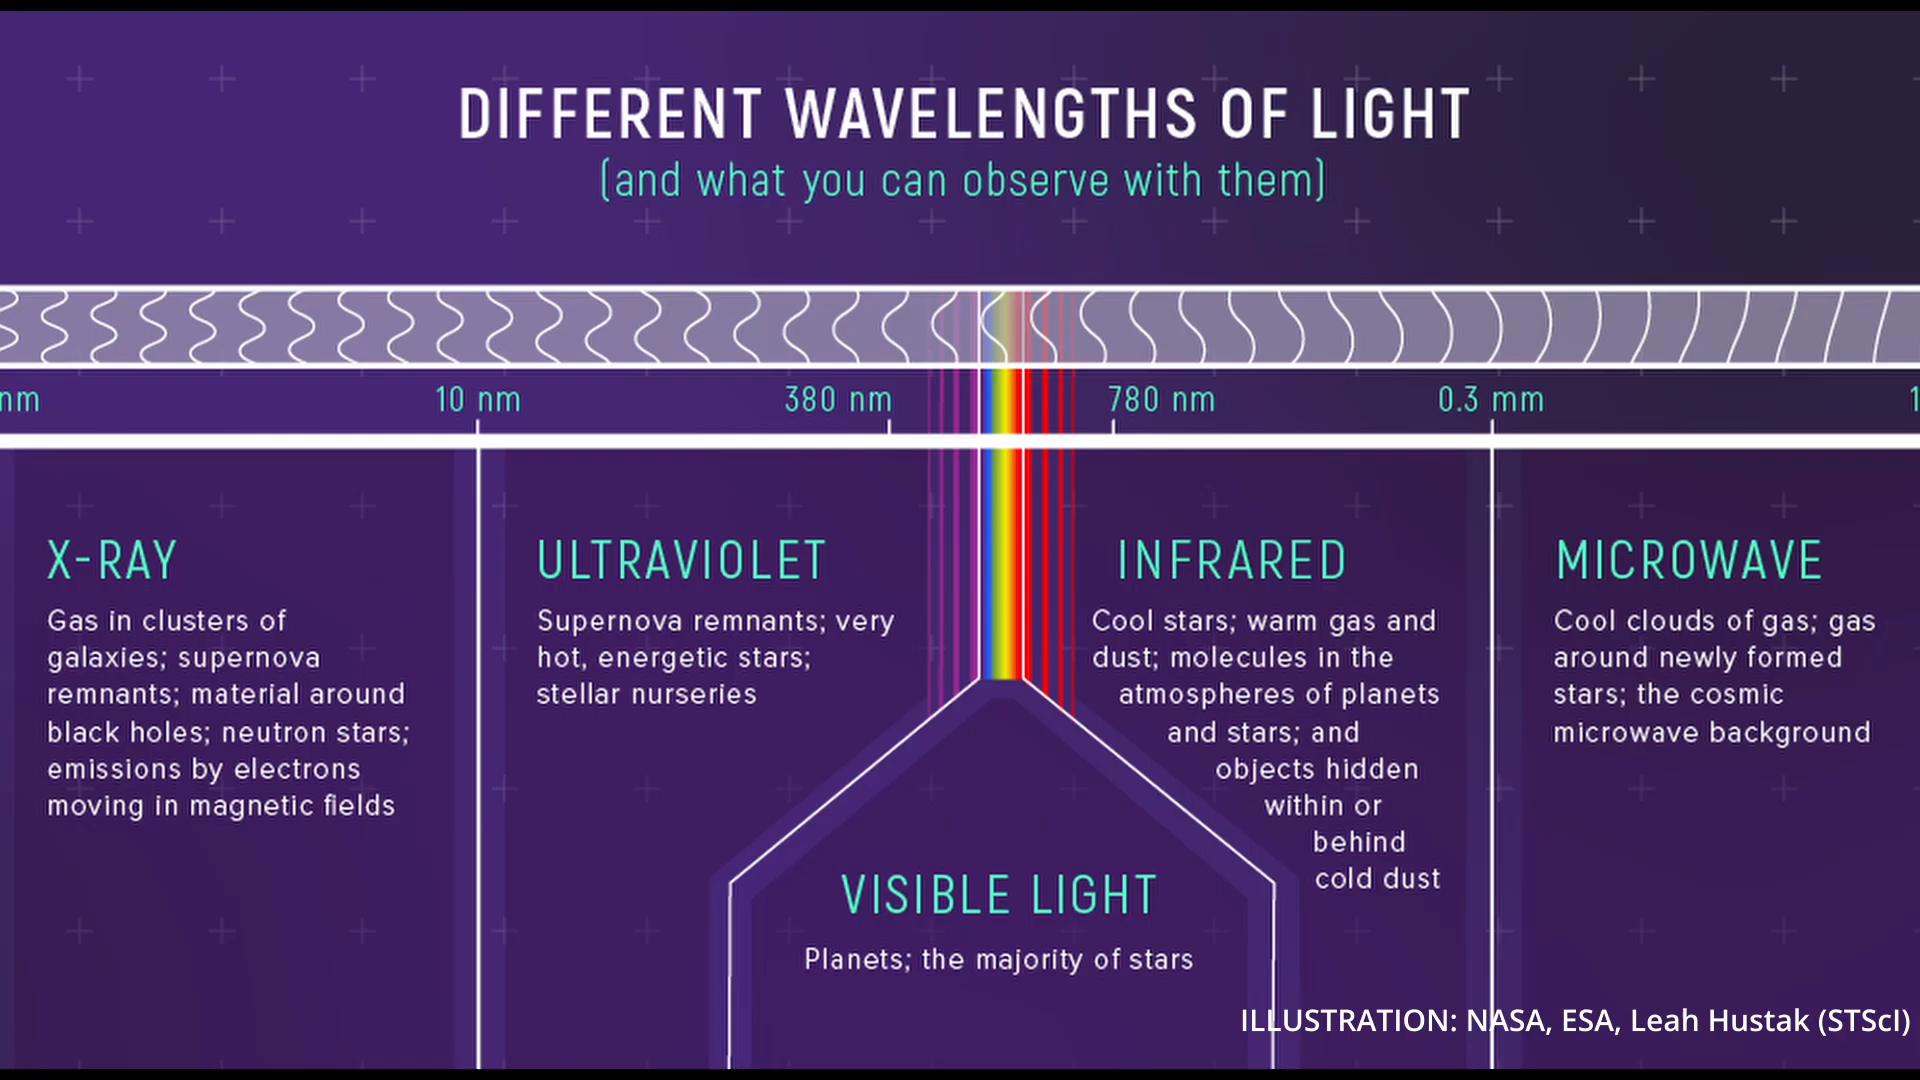 DIFFERENT WAVELENGTHS OF LIGHT
(and what you can observe with them)
nm
10 nm
380 nm
780 nm
0.3 mm
1
X-RAY
Gas in clusters of
galaxies; supernova
remnants; material around
black holes; neutron stars;
emissions by electrons
moving in magnetic fields
ULTRAVIOLET
Supernova remnants; very
hot, energetic stars;
stellar nurseries
VISIBLE LIGHT
Planets; the majority of stars
INFRARED
Cool stars; warm gas and
dust; molecules in the
atmospheres of planets
and stars; and
objects hidden
within or
behind
cold dust
MICROWAVE
Cool clouds of gas; gas
around newly formed
stars; the cosmic
microwave background
ILLUSTRATION: NASA, ESA, Leah Hustak (STScI)